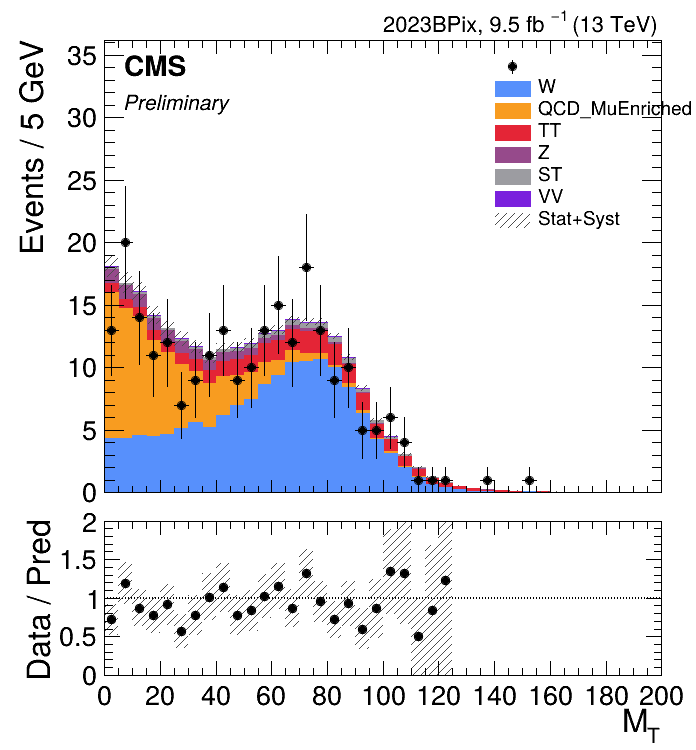 2023BPix, 9.5 fb⁻¹ (13 TeV)
Events / 5 GeV
35
30
25
20
15
10
5
0
CMS
Preliminary
W
QCD_MuEnriched
TT
Z
ST
VV
Stat+Syst
Data / Pred
2
1.5
1
0.5
0
0 20 40 60 80 100 120 140 160 180 200
M_T